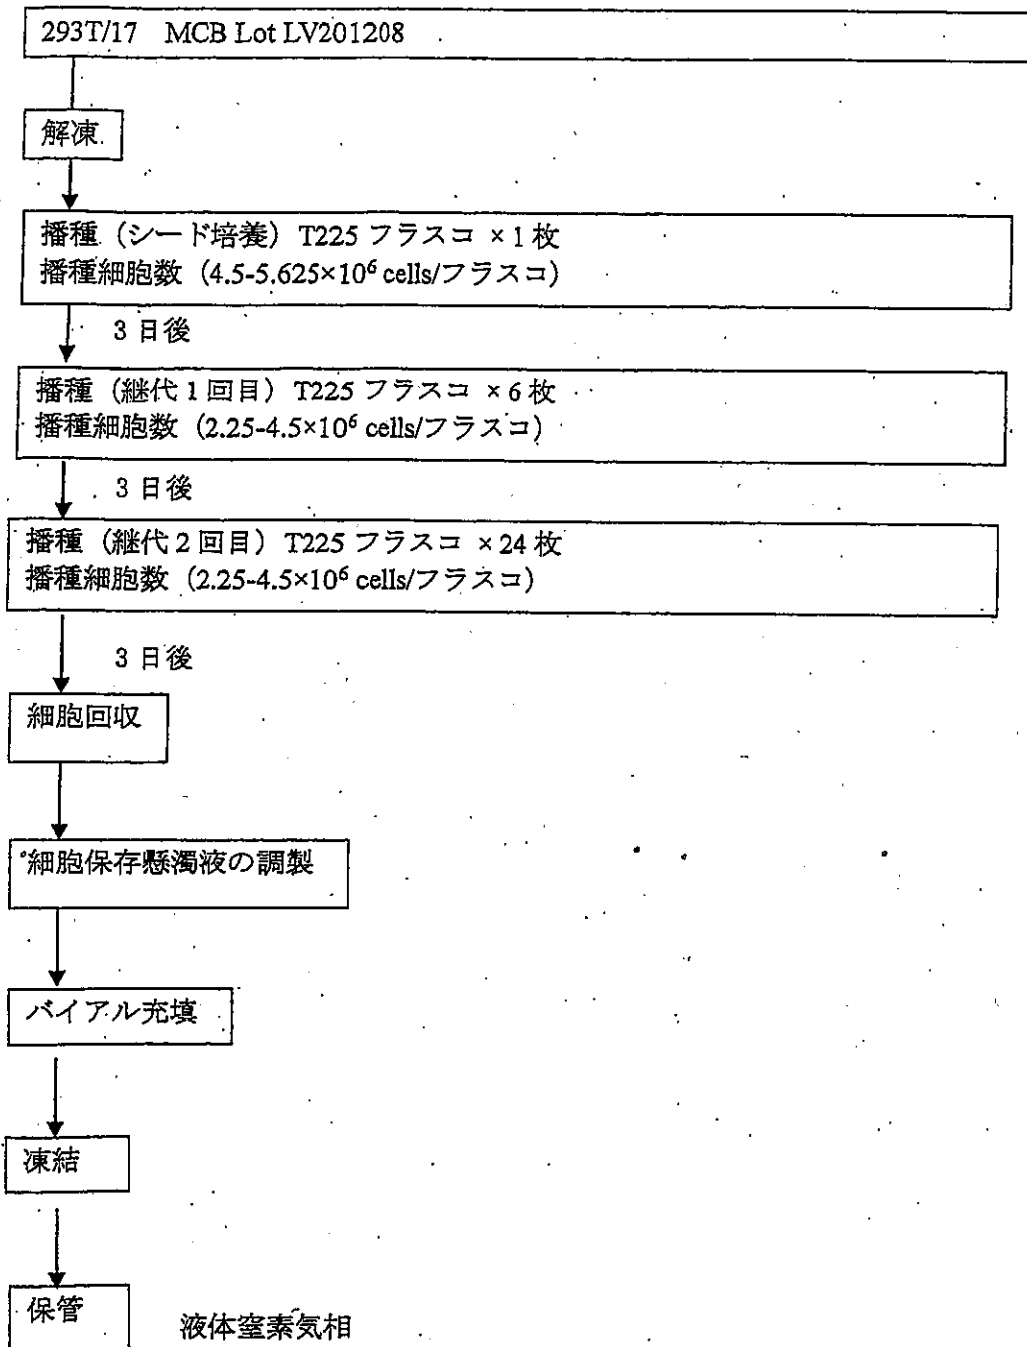 293T/17 MCB Lot LV201208
解凍
播種（シード培養）T225 フラスコ ×1 枚
播種細胞数（4.5-5.625×10⁶ cells/フラスコ）
3 日後
播種（継代 1 回目）T225 フラスコ ×6 枚
播種細胞数（2.25-4.5×10⁶ cells/フラスコ）
3 日後
播種（継代 2 回目）T225 フラスコ ×24 枚
播種細胞数（2.25-4.5×10⁶ cells/フラスコ）
3 日後
細胞回収
細胞保存懸濁液の調製
バイアル充填
凍結
保管
液体窒素気相